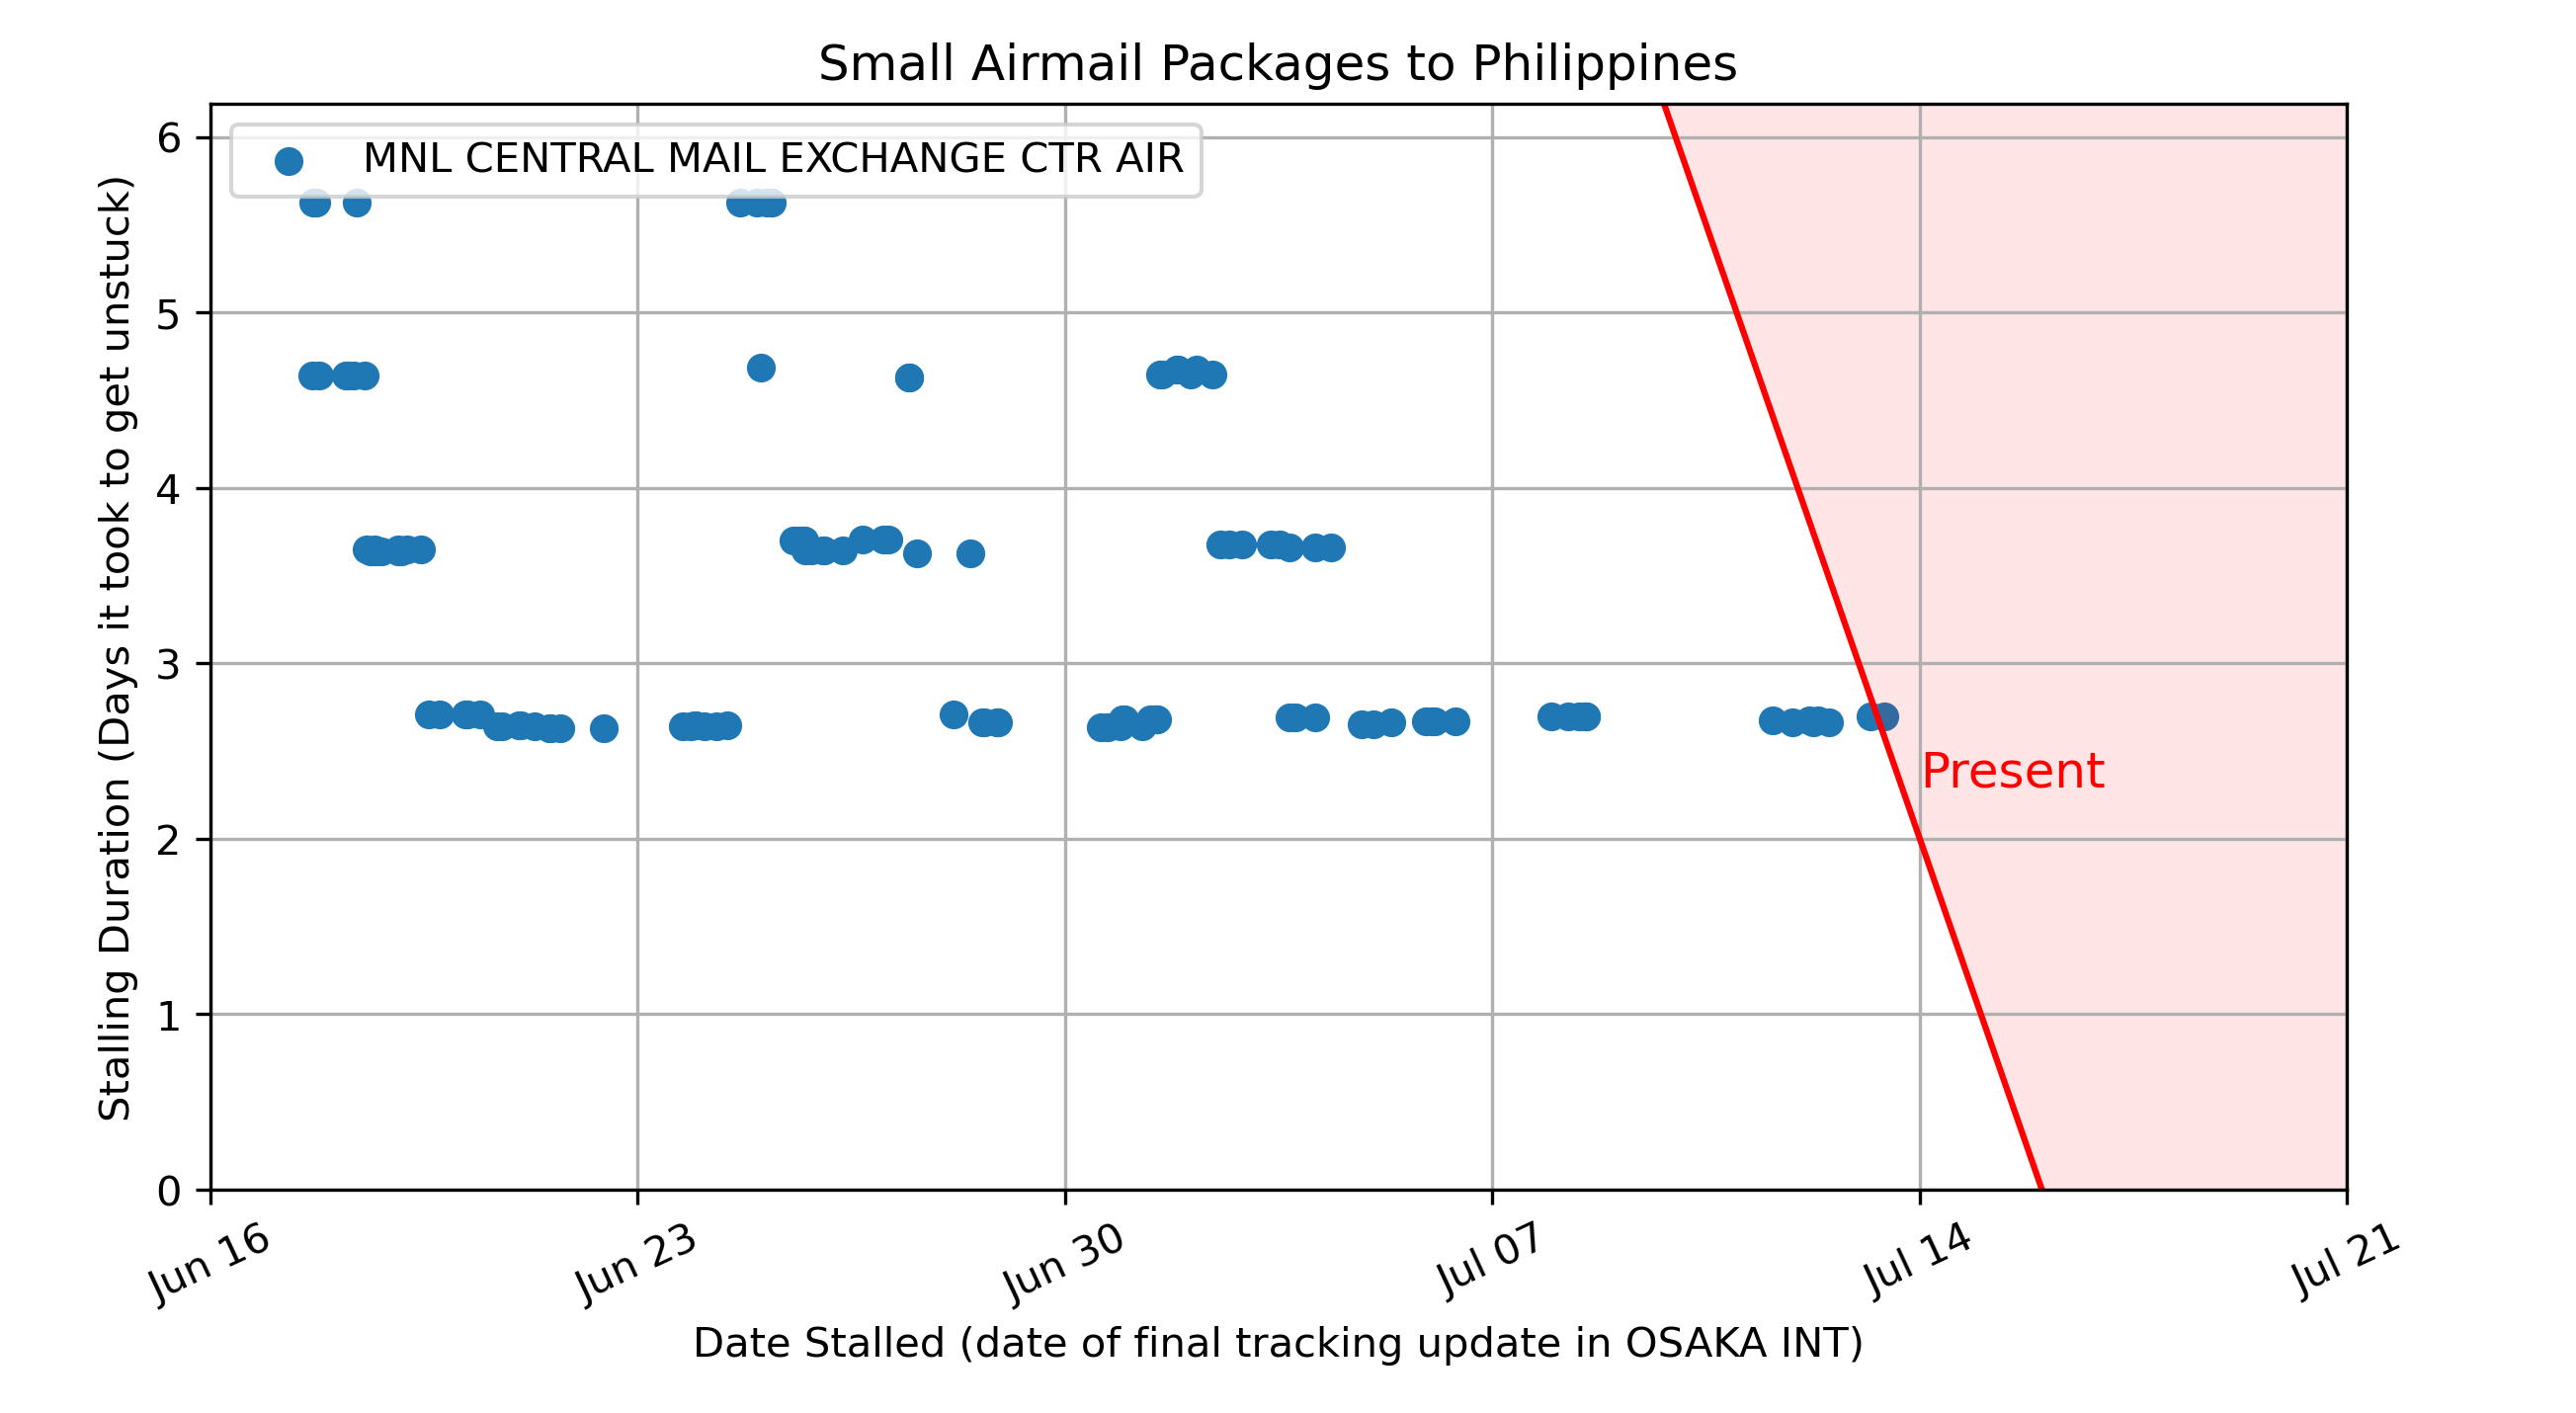 Small Airmail Packages to Philippines
MNL CENTRAL MAIL EXCHANGE CTR AIR
Stalling Duration (Days it took to get unstuck)
6
5
4
3
2
1
0
Present
Jun 16
Jun 23
Jun 30
Jul 07
Jul 14
Jul 21
Date Stalled (date of final tracking update in OSAKA INT)